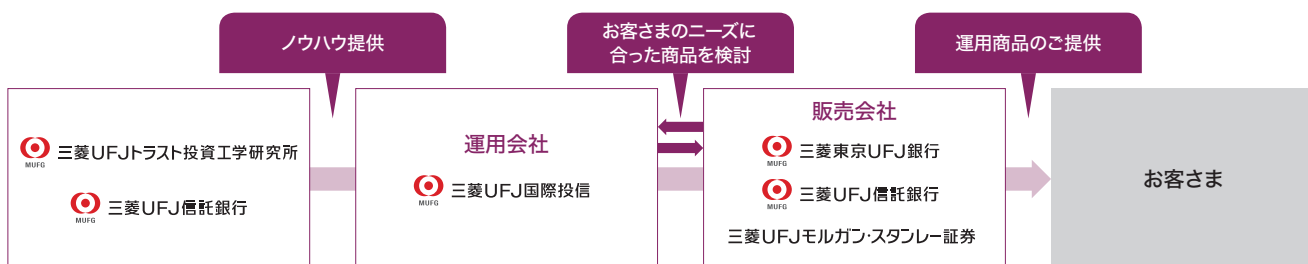 ノウハウ提供
お客さまのニーズに
合った商品を検討
運用商品のご提供
MUFG
三菱UFJトラスト投資工学研究所
MUFG
三菱UFJ信託銀行
運用会社
MUFG
三菱UFJ国際投信
販売会社
MUFG
三菱東京UFJ銀行
MUFG
三菱UFJ信託銀行
三菱UFJモルガン・スタンレー証券
お客さま